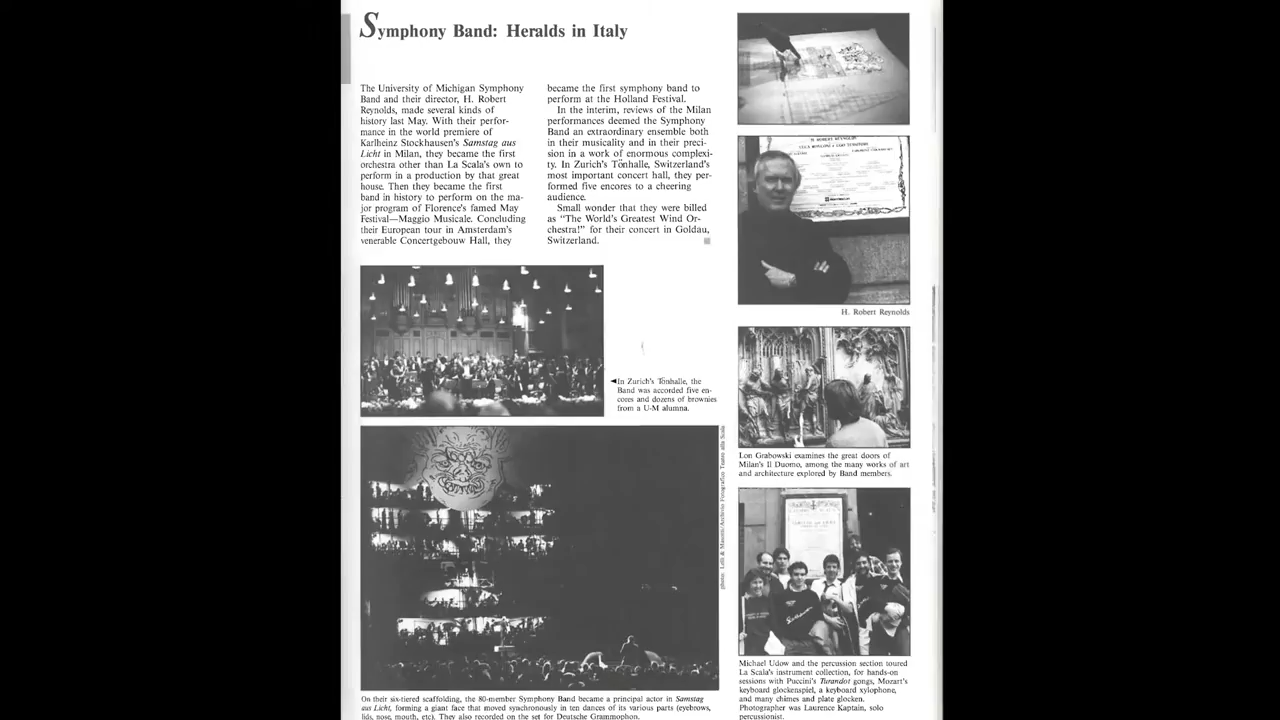 Symphony Band: Heralds in Italy
The University of Michigan Symphony
Band and their director, H. Robert
Reynolds, made several kinds of
history last May. With their perfor-
mance in the world premiere of
Karlheinz Stockhausen's Samstag aus
Licht in Milan, they became the first
orchestra other than La Scala's own to
perform in a production by that great
house. Then they became the first
band in history to perform on the ma-
jor program of Florence's famed May
Festival—Maggio Musicale. Concluding
their European tour in Amsterdam's
venerable Concertgebouw Hall, they
became the first symphony band to
perform at the Holland Festival.
In the interim, reviews of the Milan
performances deemed the Symphony
Band an extraordinary ensemble both
in their musicality and in their preci-
sion in a work of enormous complexi-
ty. In Zurich's Tönhalle, Switzerland's
most important concert hall, they per-
formed five encores to a cheering
audience.
Small wonder that they were billed
as "The World's Greatest Wind Or-
chestra!" for their concert in Goldau,
Switzerland.
H. Robert Reynolds
◄In Zurich's Tönhalle, the
Band was accorded five en-
cores and dozens of brownies
from a U-M alumna.
photo: Lelli & Masotti/Archivio Fotografico Teatro alla Scala
Lon Grabowski examines the great doors of
Milan's Il Duomo, among the many works of art
and architecture explored by Band members.
On their six-tiered scaffolding, the 80-member Symphony Band became a principal actor in Samstag
aus Licht, forming a giant face that moved synchronously in ten dances of its various parts (eyebrows,
lids, nose, mouth, etc). They also recorded on the set for Deutsche Grammophon.
Michael Udow and the percussion section toured
La Scala's instrument collection, for hands-on
sessions with Puccini's Turandot gongs, Mozart's
keyboard glockenspiel, a keyboard xylophone,
and many chimes and plate glocken.
Photographer was Laurence Kaptain, solo
percussionist.